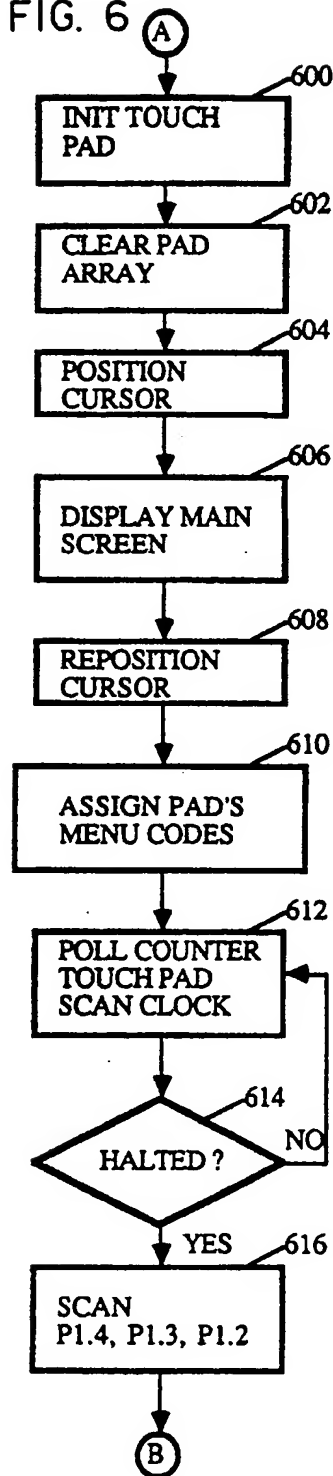 FIG. 6
A
600
INIT TOUCH
PAD
602
CLEAR PAD
ARRAY
604
POSITION
CURSOR
606
DISPLAY MAIN
SCREEN
608
REPOSITION
CURSOR
610
ASSIGN PAD'S
MENU CODES
612
POLL COUNTER
TOUCH PAD
SCAN CLOCK
614
HALTED ?
NO
YES
616
SCAN
P1.4, P1.3, P1.2
B